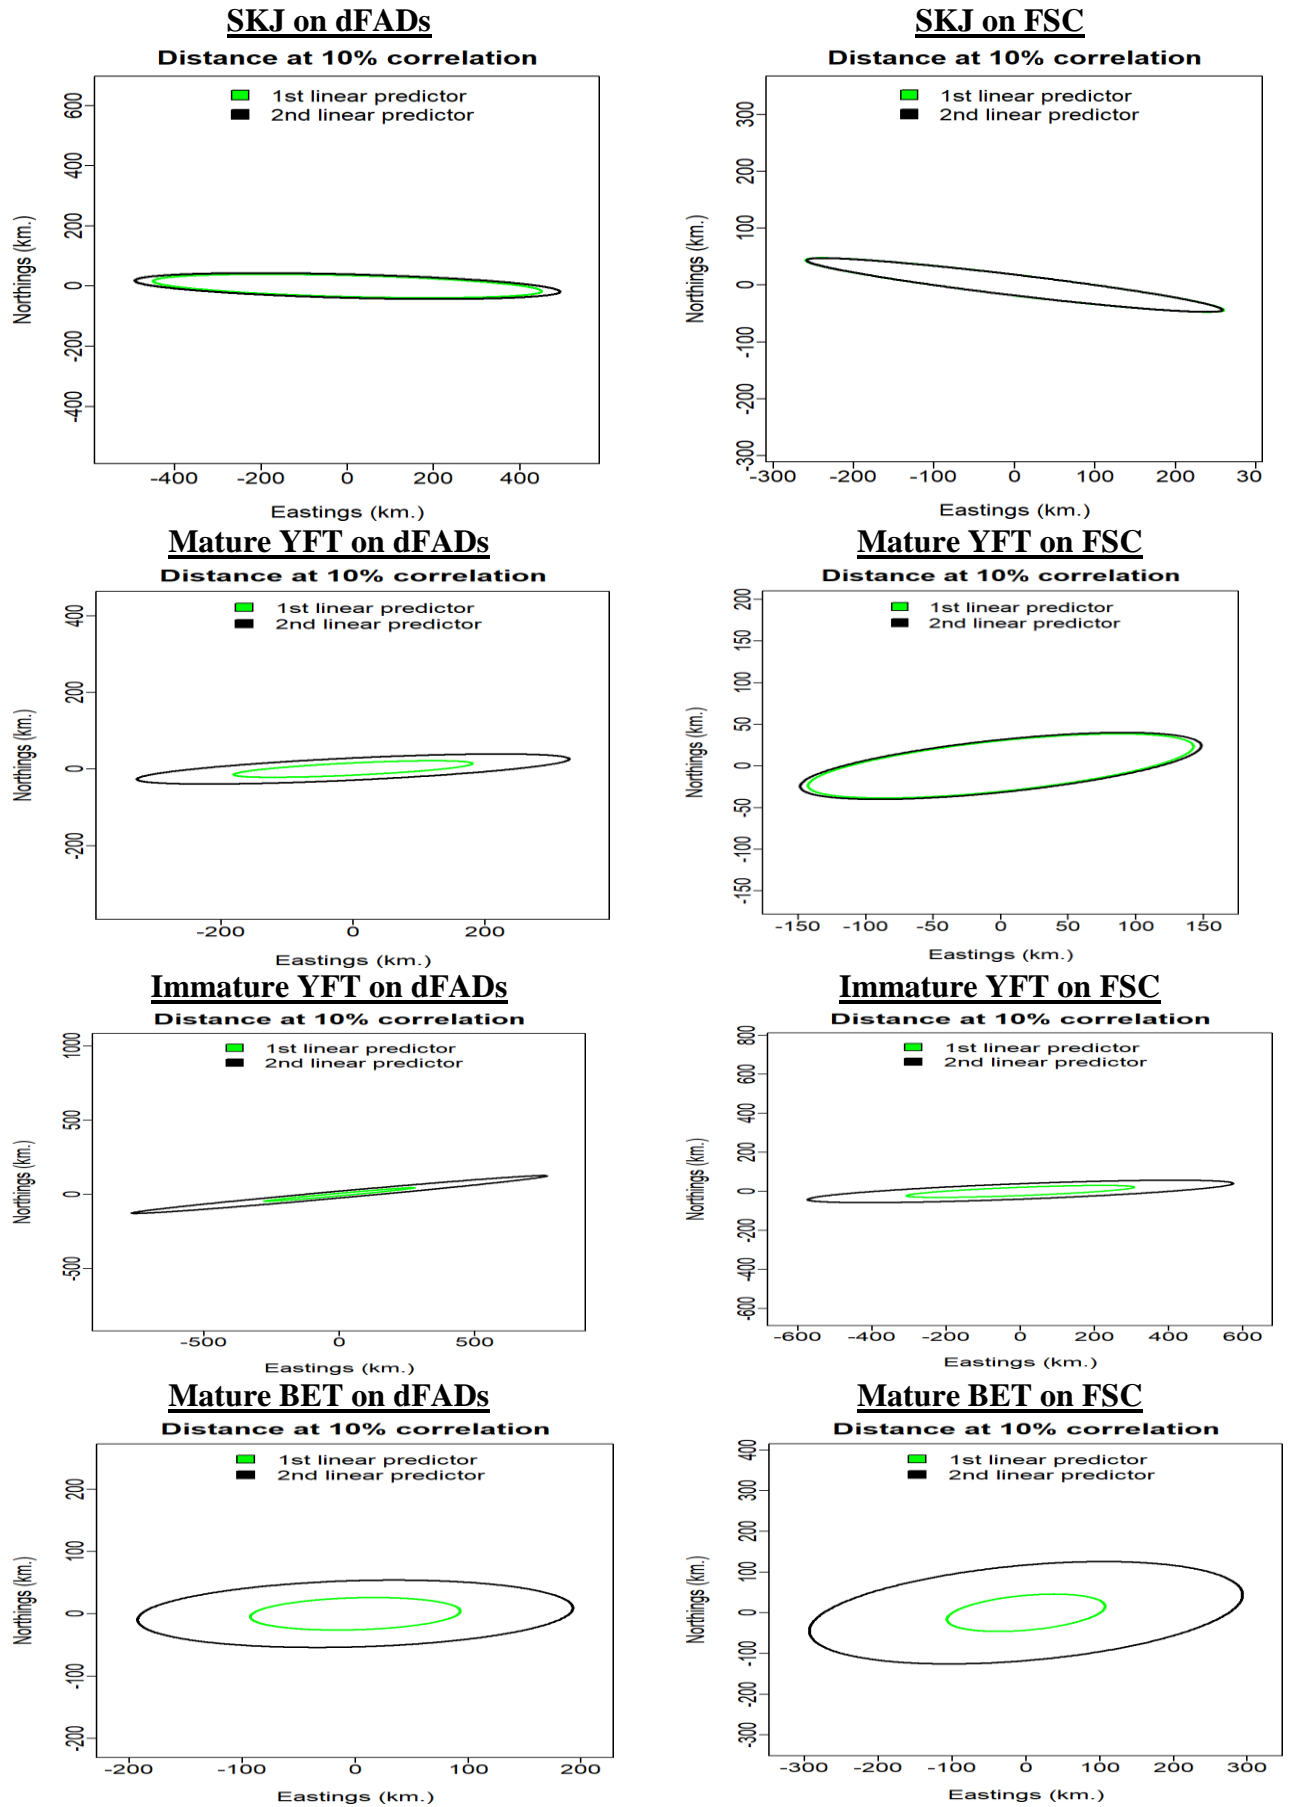 SKJ on dFADs
Distance at 10% correlation
1st linear predictor
2nd linear predictor
Northings (km.)
600
400
200
0
-200
-400
-400 -200 0 200 400
Eastings (km.)
SKJ on FSC
Distance at 10% correlation
1st linear predictor
2nd linear predictor
Northings (km.)
300
200
100
0
-100
-200
-300
-300 -200 -100 0 100 200 30
Eastings (km.)
Mature YFT on dFADs
Distance at 10% correlation
1st linear predictor
2nd linear predictor
Northings (km.)
400
200
0
-200
-200 0 200
Eastings (km.)
Mature YFT on FSC
Distance at 10% correlation
1st linear predictor
2nd linear predictor
Northings (km.)
200
150
100
50
0
-50
-100
-150
-150 -100 -50 0 50 100 150
Eastings (km.)
Immature YFT on dFADs
Distance at 10% correlation
1st linear predictor
2nd linear predictor
Northings (km.)
1000
500
0
-500
-500 0 500
Eastings (km.)
Immature YFT on FSC
Distance at 10% correlation
1st linear predictor
2nd linear predictor
Northings (km.)
800
600
400
200
0
-200
-400
-600
-600 -400 -200 0 200 400 600
Eastings (km.)
Mature BET on dFADs
Distance at 10% correlation
1st linear predictor
2nd linear predictor
Northings (km.)
200
100
0
-100
-200
-200 -100 0 100 200
Eastings (km.)
Mature BET on FSC
Distance at 10% correlation
1st linear predictor
2nd linear predictor
Northings (km.)
400
300
200
100
0
-100
-200
-300
-300 -200 -100 0 100 200 300
Eastings (km.)